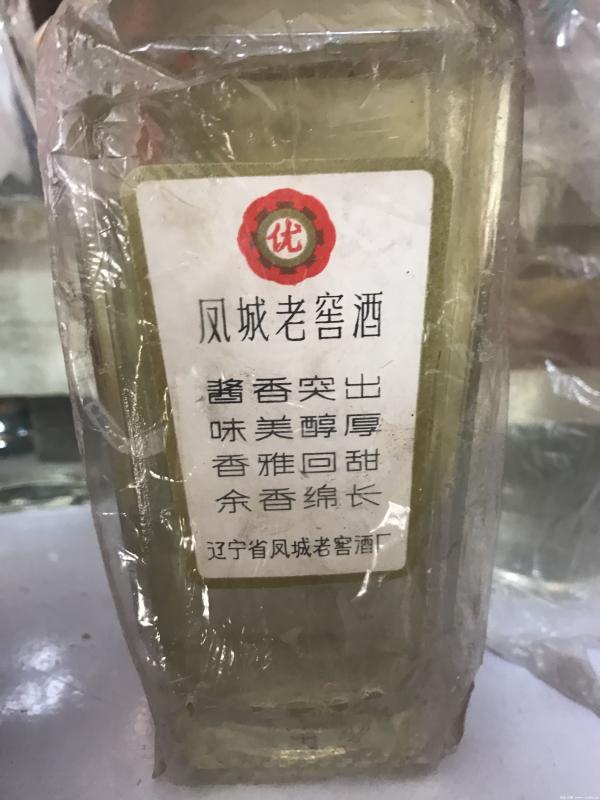 优
凤城老窖酒
酱香突出
味美醇厚
香雅回甜
余香绵长
辽宁省凤城老窖酒厂